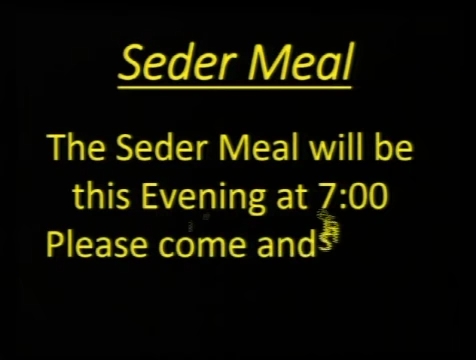 Seder Meal
The Seder Meal will be
this Evening at 7:00
Please come and